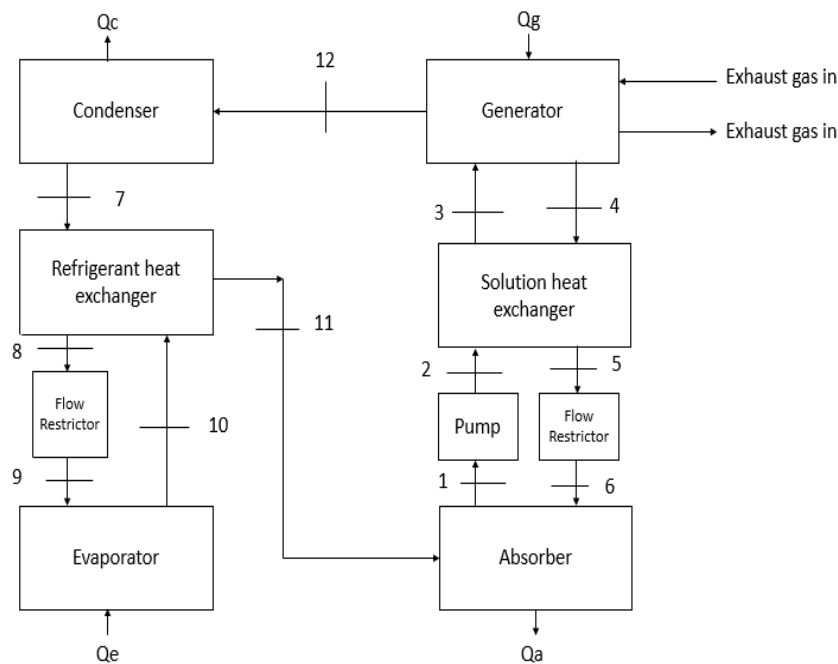 Qc
Qg
12
Condenser
Generator
Exhaust gas in
Exhaust gas in
7
3
4
Refrigerant heat
exchanger
Solution heat
exchanger
11
8
2
5
Flow
Restrictor
10
Pump
Flow
Restrictor
9
1
6
Evaporator
Absorber
Qe
Qa